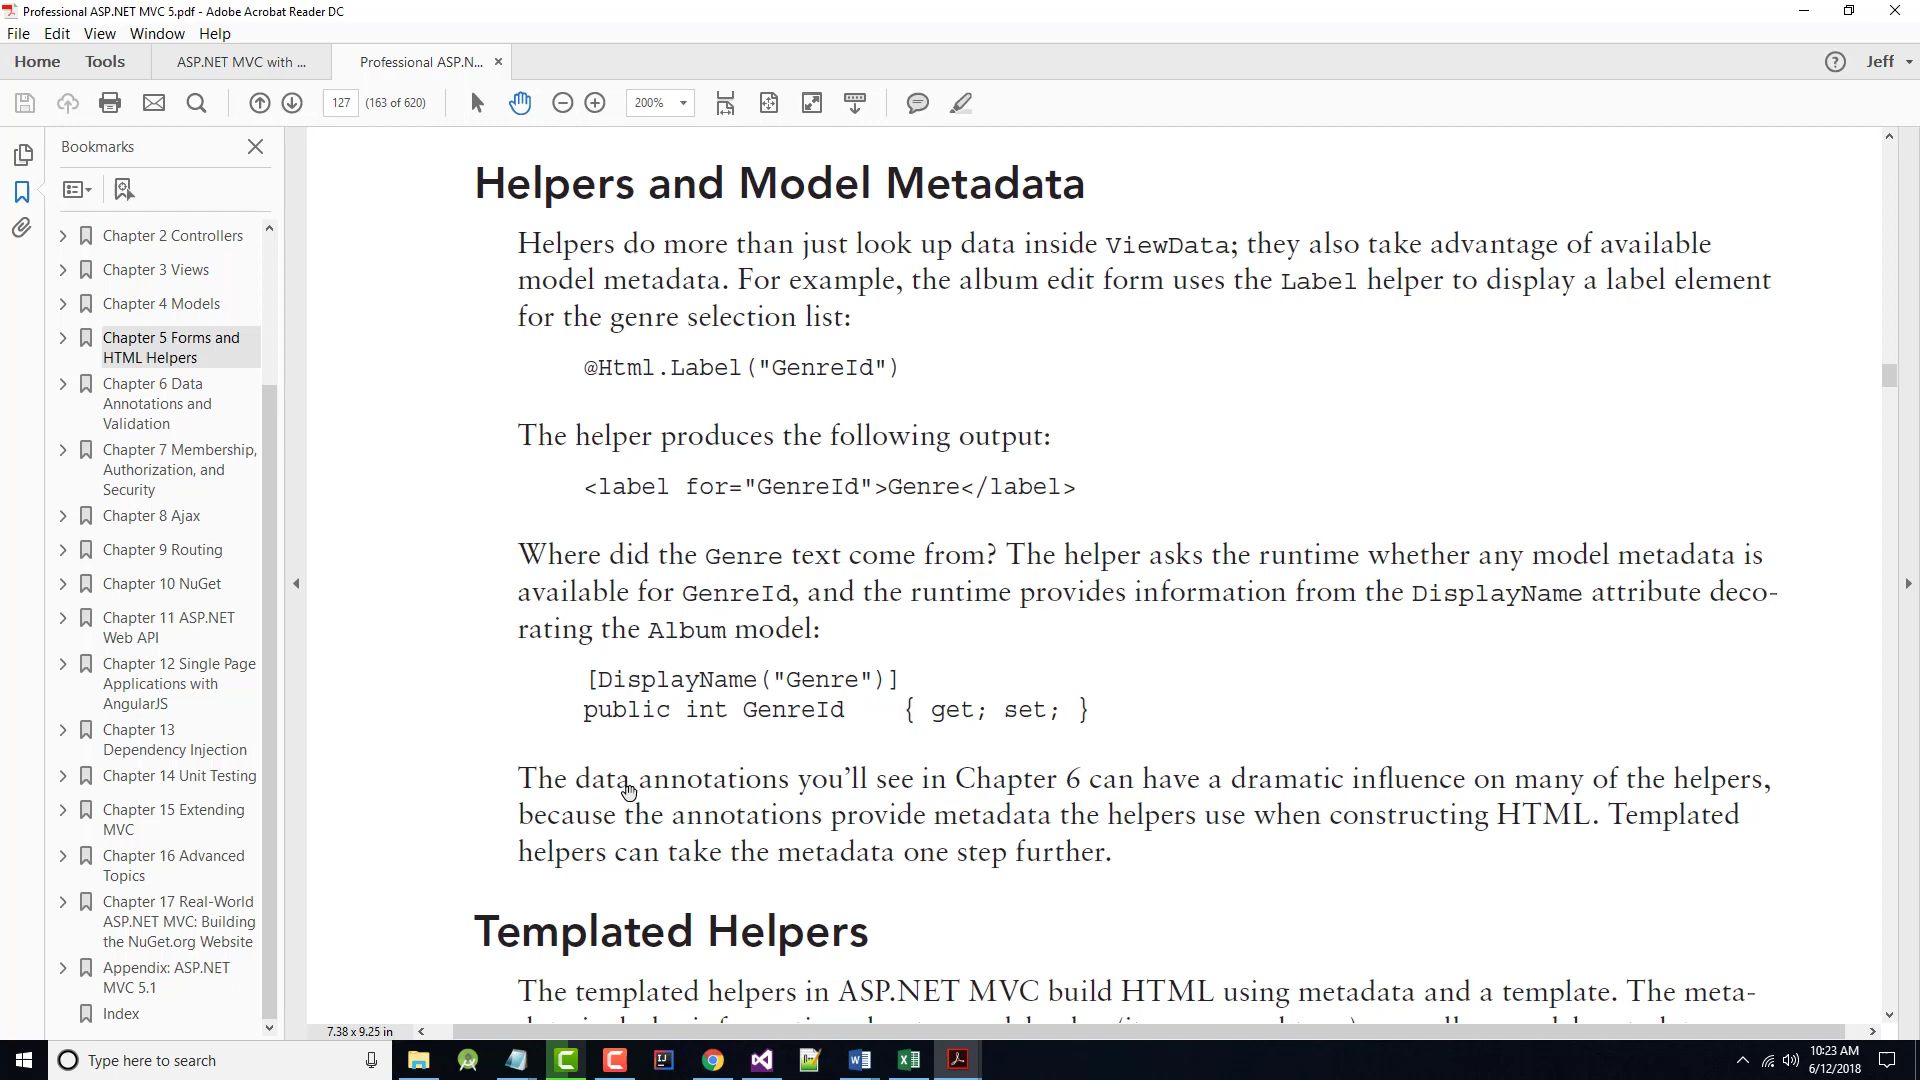 Professional ASP.NET MVC 5.pdf - Adobe Acrobat Reader DC
File Edit View Window Help
Home Tools ASP.NET MVC with ... Professional ASP.N... Jeff
127 (163 of 620) 200%
Bookmarks
Chapter 2 Controllers
Chapter 3 Views
Chapter 4 Models
Chapter 5 Forms and
HTML Helpers
Chapter 6 Data
Annotations and
Validation
Chapter 7 Membership,
Authorization, and
Security
Chapter 8 Ajax
Chapter 9 Routing
Chapter 10 NuGet
Chapter 11 ASP.NET
Web API
Chapter 12 Single Page
Applications with
AngularJS
Chapter 13
Dependency Injection
Chapter 14 Unit Testing
Chapter 15 Extending
MVC
Chapter 16 Advanced
Topics
Chapter 17 Real-World
ASP.NET MVC: Building
the NuGet.org Website
Appendix: ASP.NET
MVC 5.1
Index
Helpers and Model Metadata
Helpers do more than just look up data inside ViewData; they also take advantage of available
model metadata. For example, the album edit form uses the Label helper to display a label element
for the genre selection list:
@Html.Label("GenreId")
The helper produces the following output:
<label for="GenreId">Genre</label>
Where did the Genre text come from? The helper asks the runtime whether any model metadata is
available for GenreId, and the runtime provides information from the DisplayName attribute deco-
rating the Album model:
[DisplayName("Genre")]
public int GenreId { get; set; }
The data annotations you'll see in Chapter 6 can have a dramatic influence on many of the helpers,
because the annotations provide metadata the helpers use when constructing HTML. Templated
helpers can take the metadata one step further.
Templated Helpers
The templated helpers in ASP.NET MVC build HTML using metadata and a template. The meta-
7.38 x 9.25 in
Type here to search
10:23 AM
6/12/2018